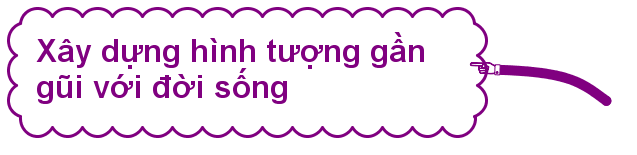 Xây dựng hình tượng gần
gũi với đời sống